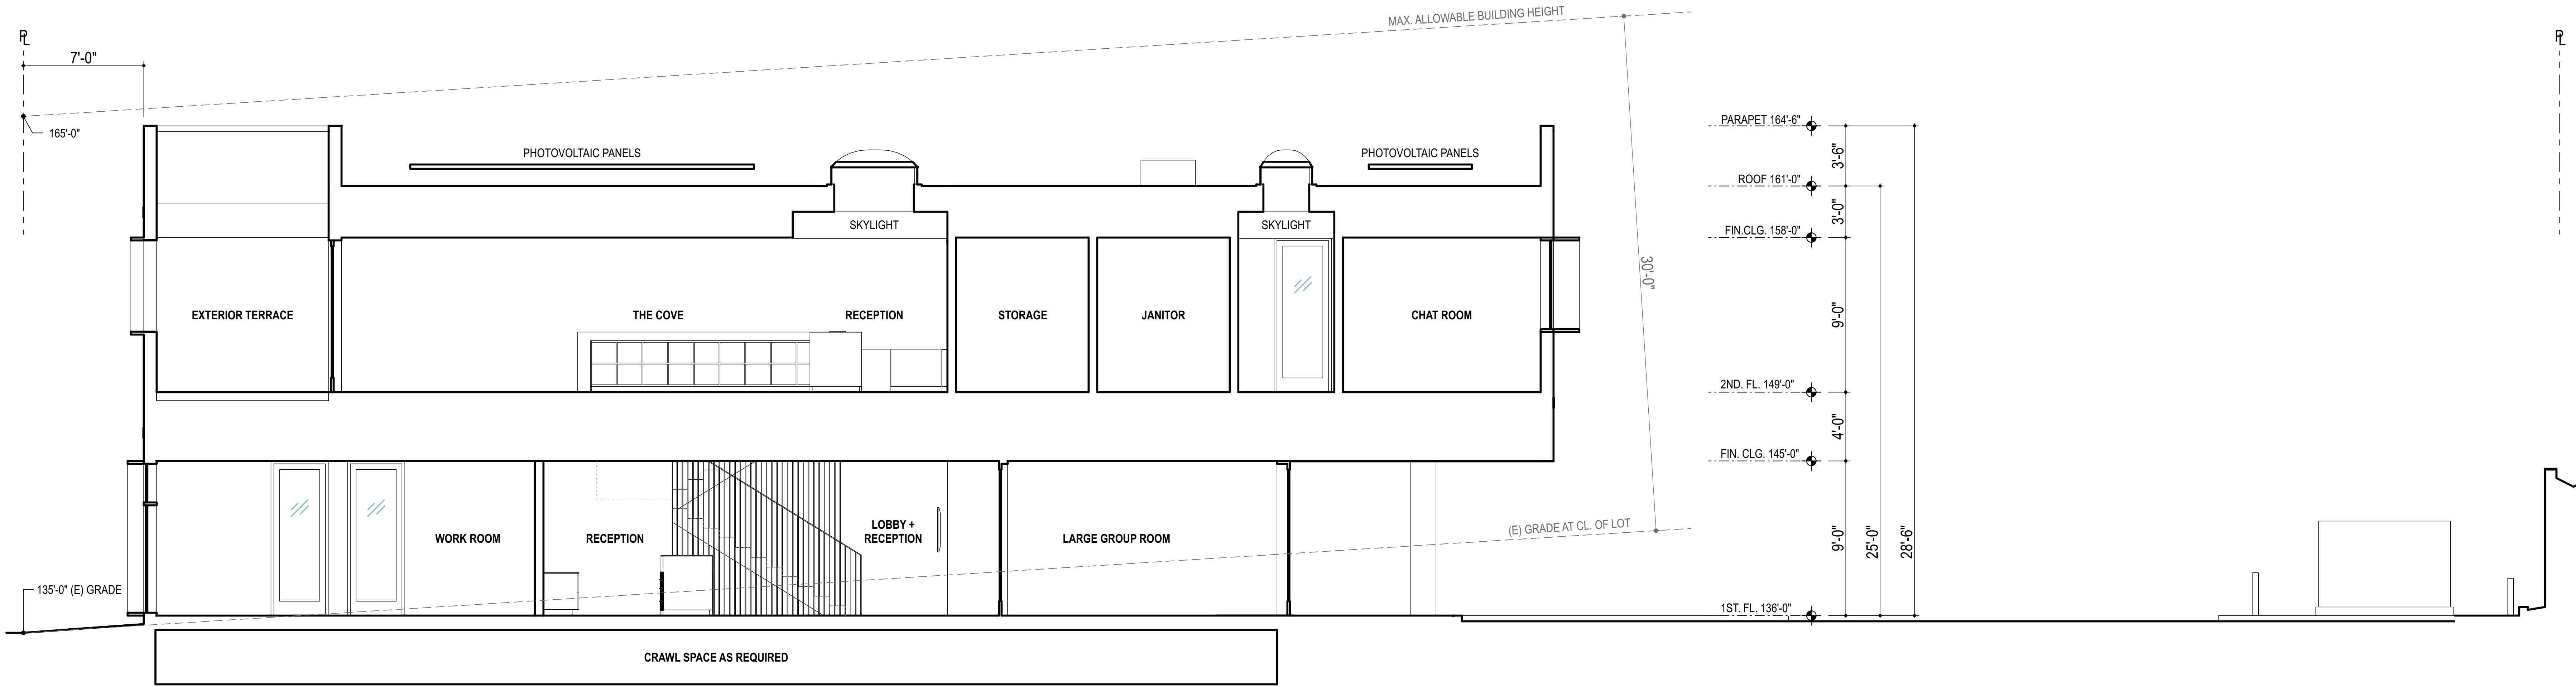 MAX. ALLOWABLE BUILDING HEIGHT
PL
PL
7'-0"
165'-0"
PARAPET 164'-6"
PHOTOVOLTAIC PANELS
PHOTOVOLTAIC PANELS
3'-6"
ROOF 161'-0"
3'-0"
SKYLIGHT
SKYLIGHT
FIN.CLG. 158'-0"
30'-0"
EXTERIOR TERRACE
THE COVE
RECEPTION
STORAGE
JANITOR
CHAT ROOM
9'-0"
2ND. FL. 149'-0"
4'-0"
FIN. CLG. 145'-0"
(E) GRADE AT CL. OF LOT
WORK ROOM
RECEPTION
LOBBY +
RECEPTION
LARGE GROUP ROOM
9'-0"
25'-0"
28'-6"
135'-0" (E) GRADE
1ST. FL. 136'-0"
CRAWL SPACE AS REQUIRED